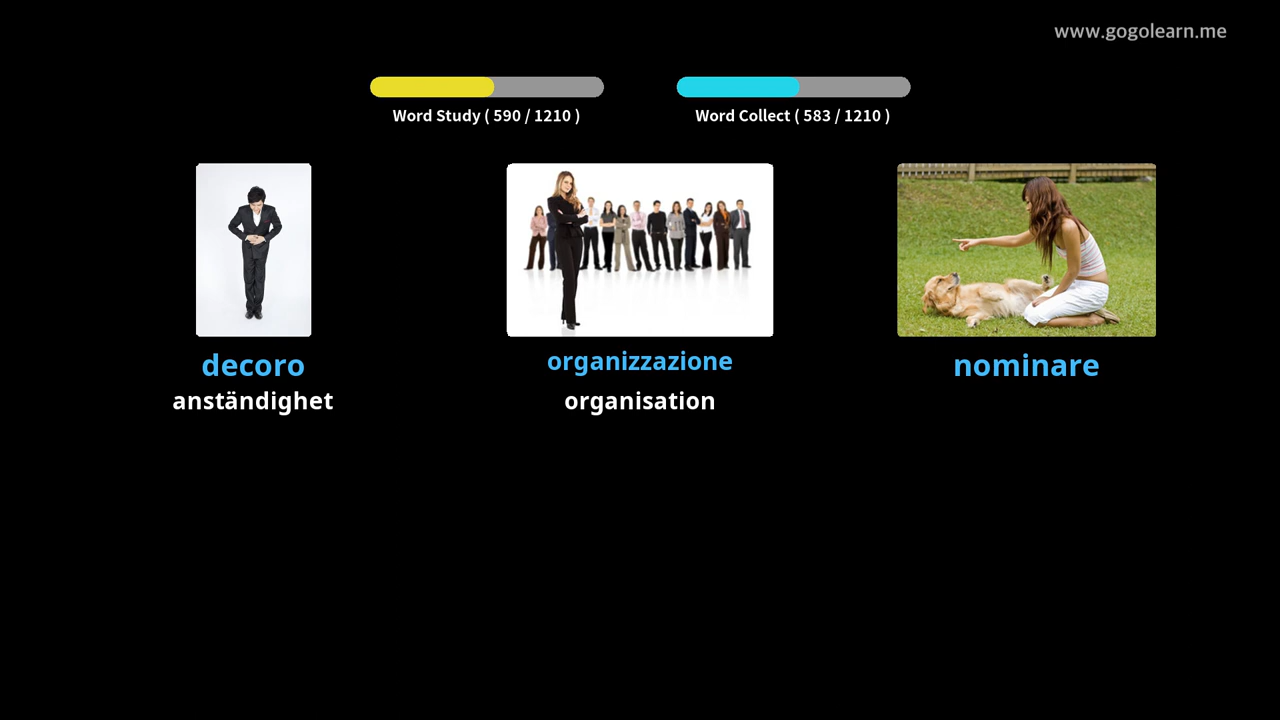 www.gogolearn.me
Word Study ( 590 / 1210 )
Word Collect ( 583 / 1210 )
decoro
anständighet
organizzazione
organisation
nominare